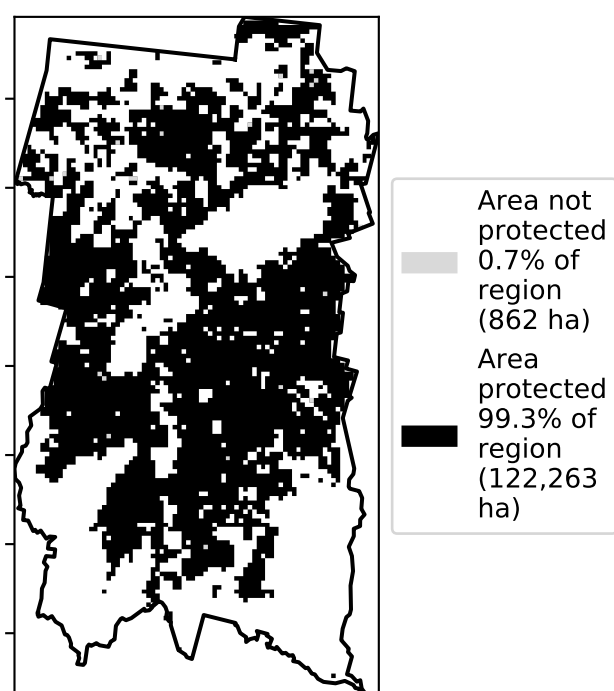 Area not
protected
0.7% of
region
(862 ha)
Area
protected
99.3% of
region
(122,263
ha)